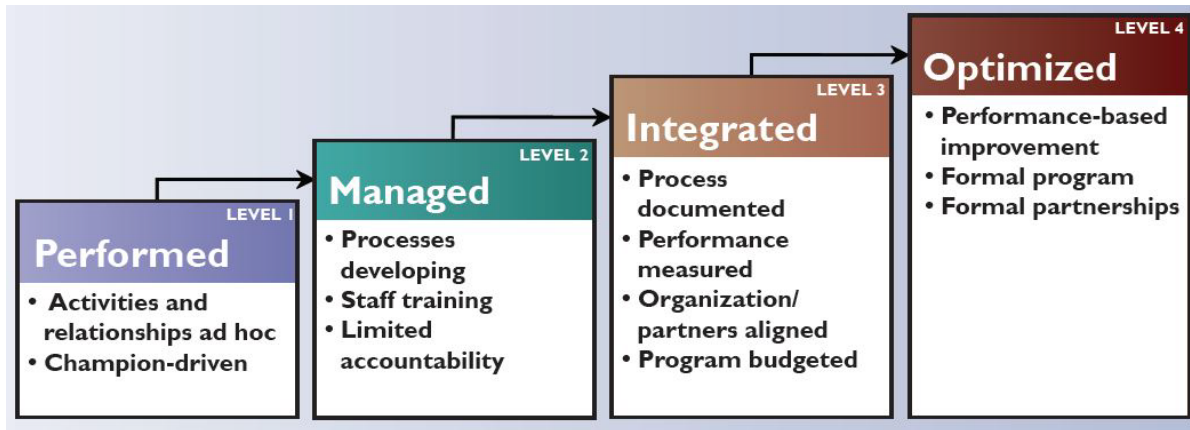 LEVEL 1
Performed
• Activities and
relationships ad hoc
• Champion-driven
LEVEL 2
Managed
• Processes
developing
• Staff training
• Limited
accountability
LEVEL 3
Integrated
• Process
documented
• Performance
measured
• Organization/
partners aligned
• Program budgeted
LEVEL 4
Optimized
• Performance-based
improvement
• Formal program
• Formal partnerships